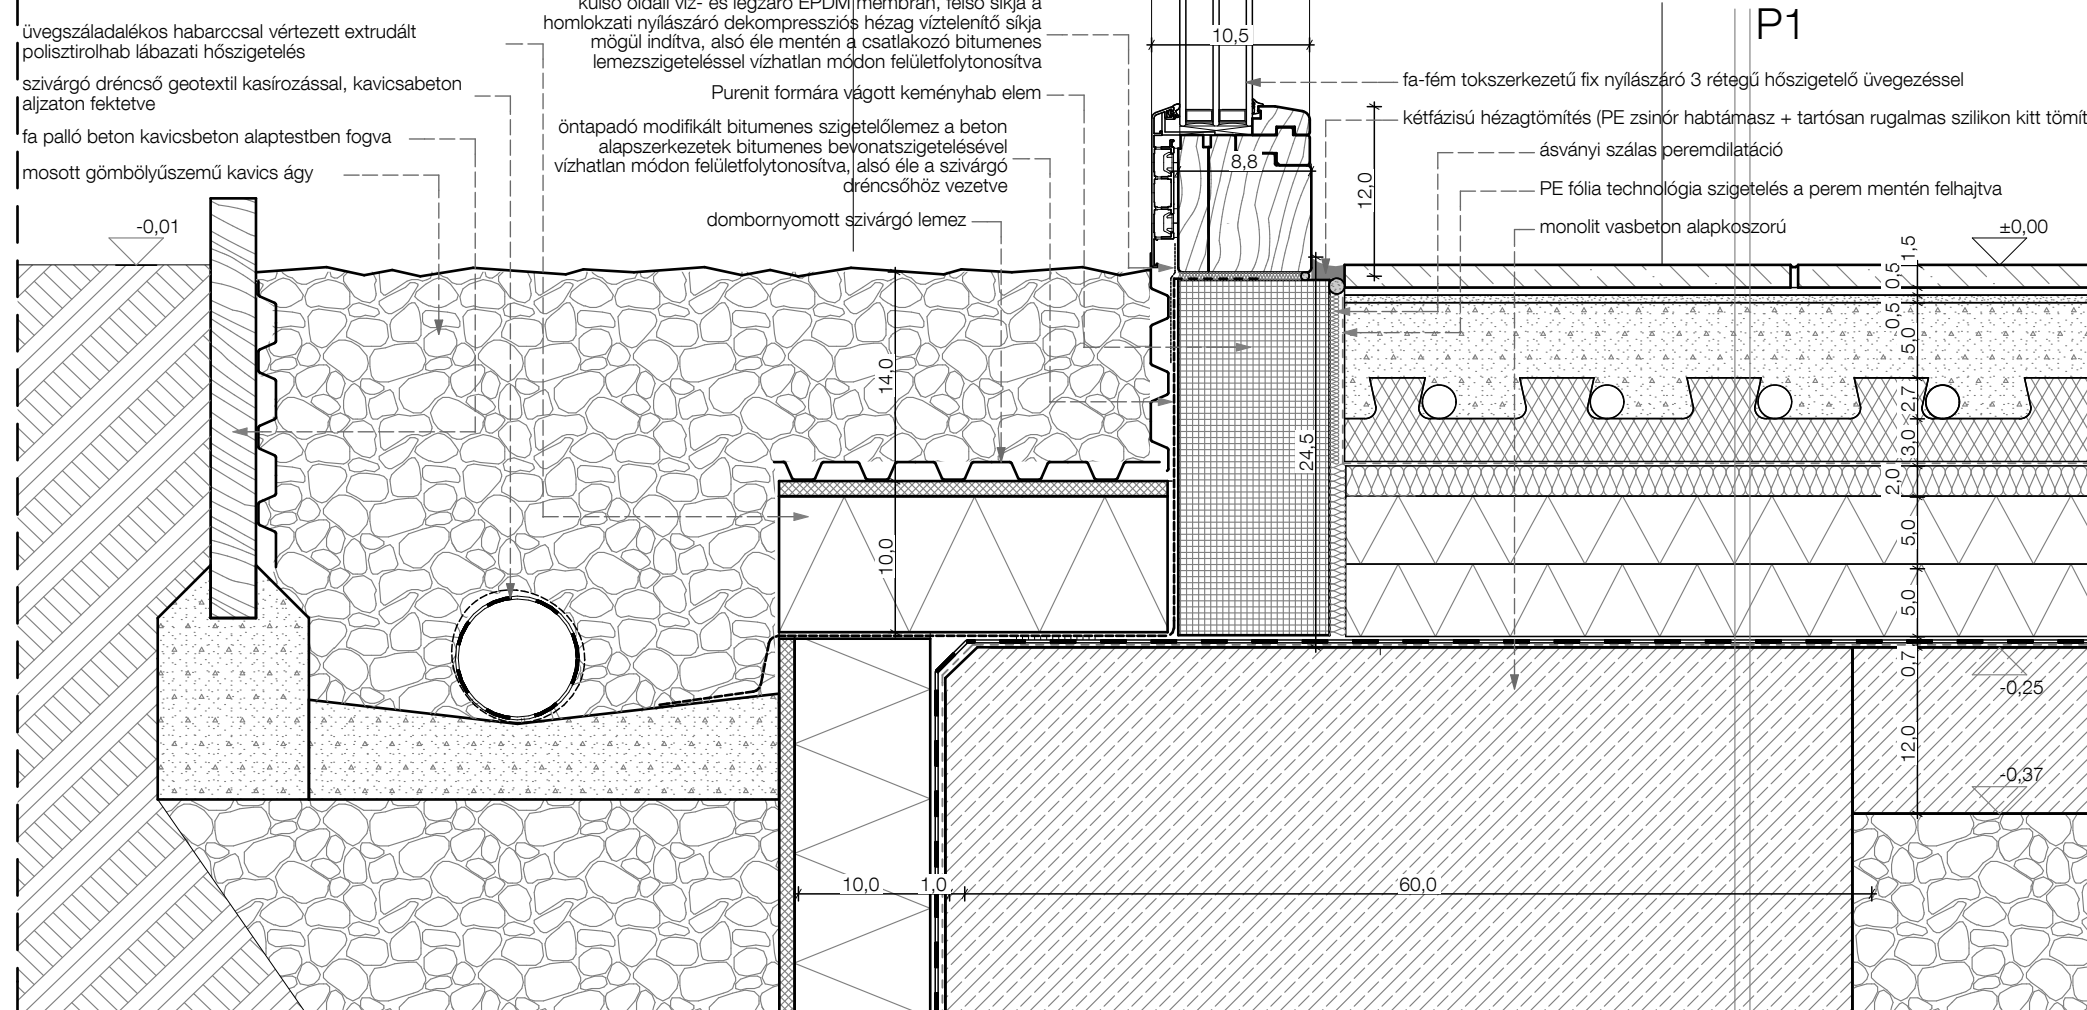 üvegszáladalékos habarccsal vértezett extrudált
polisztirolhab lábazati hőszigetelés
szivárgó dréncső geotextil kasírozással, kavicsbeton
aljzaton fektetve
fa palló beton kavicsbeton alaptestben fogva
mosott gömbölyűszemű kavics ágy
külső oldali víz- és légzáró EPDM membrán, felső síkja a
homlokzati nyílászáró dekompressziós hézag víztelenítő síkja
mögül indítva, alsó éle mentén a csatlakozó bitumenes
lemezszigeteléssel vízhatlan módon felületfolytonosítva
Purenit formára vágott keményhab elem
öntapadó modifikált bitumenes szigetelőlemez a beton
alapszerkezetek bitumenes bevonatszigetelésével
vízhatlan módon felületfolytonosítva, alsó éle a szivárgó
dréncsőhöz vezetve
dombornyomott szivárgó lemez
P1
fa-fém tokszerkezetű fix nyílászáró 3 rétegű hőszigetelő üvegezéssel
kétfázisú hézagtömítés (PE zsinór habtámasz + tartósan rugalmas szilikon kitt tömít
ásványi szálas peremdilatáció
PE fólia technológia szigetelés a perem mentén felhajtva
monolit vasbeton alapkoszorú
10,5
8,8
12,0
-0,01
±0,00
14,0
10,0
24,5
1,5
0,5
0,5
5,0
2,7
3,0
2,0
5,0
5,0
0,7
12,0
-0,25
-0,37
10,0
1,0
60,0